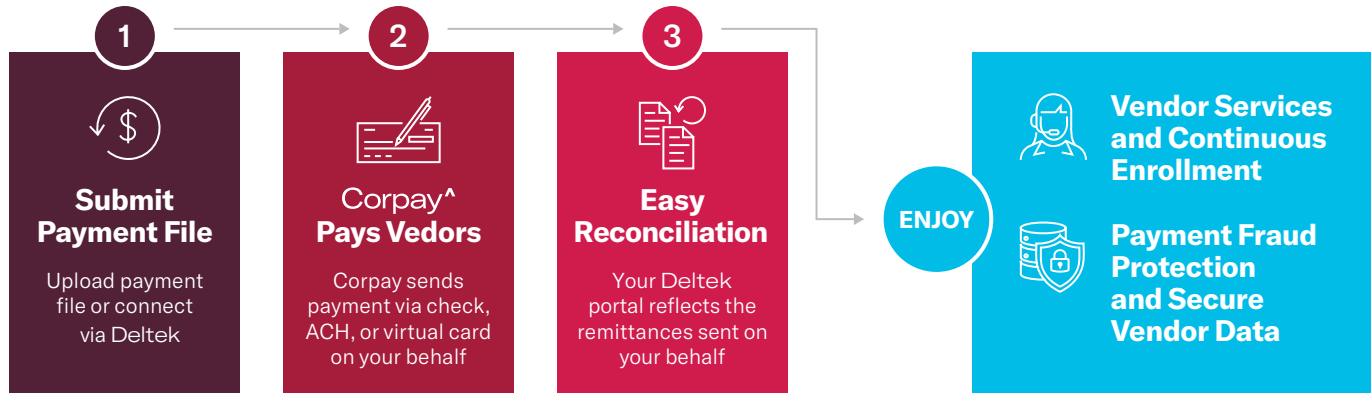 1
Submit
Payment File
Upload payment
file or connect
via Deltek
2
Corpay^
Pays Vedors
Corpay sends
payment via check,
ACH, or virtual card
on your behalf
3
Easy
Reconciliation
Your Deltek
portal reflects the
remittances sent on
your behalf
ENJOY
Vendor Services
and Continuous
Enrollment
Payment Fraud
Protection
and Secure
Vendor Data